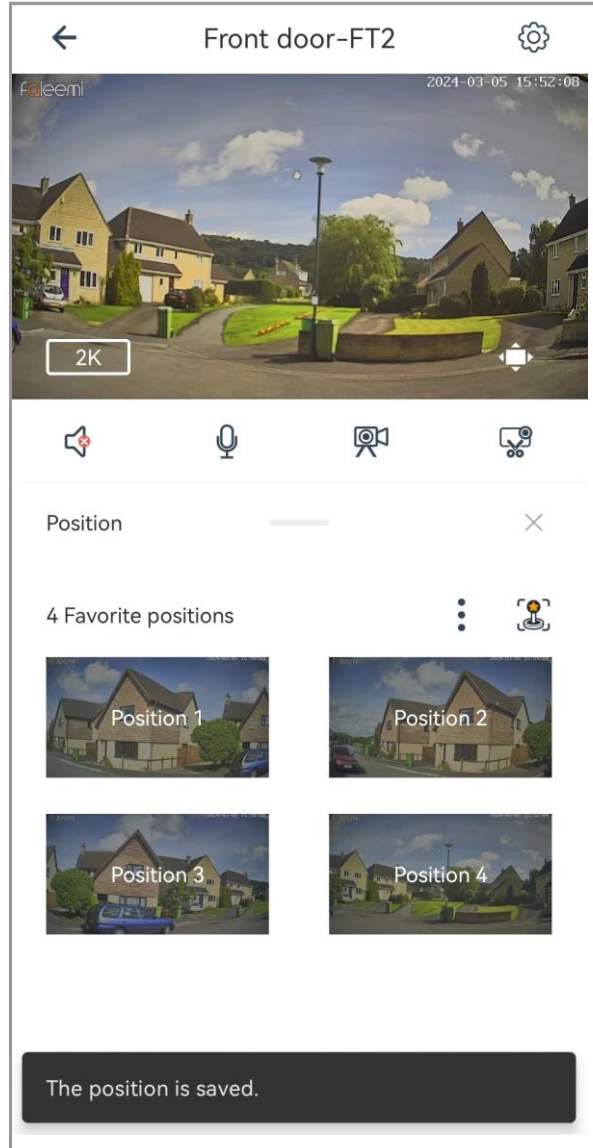 Front door-FT2
Faleemi
2024-03-05 15:52:08
2K
Position
4 Favorite positions
Position 1
Position 2
Position 3
Position 4
The position is saved.